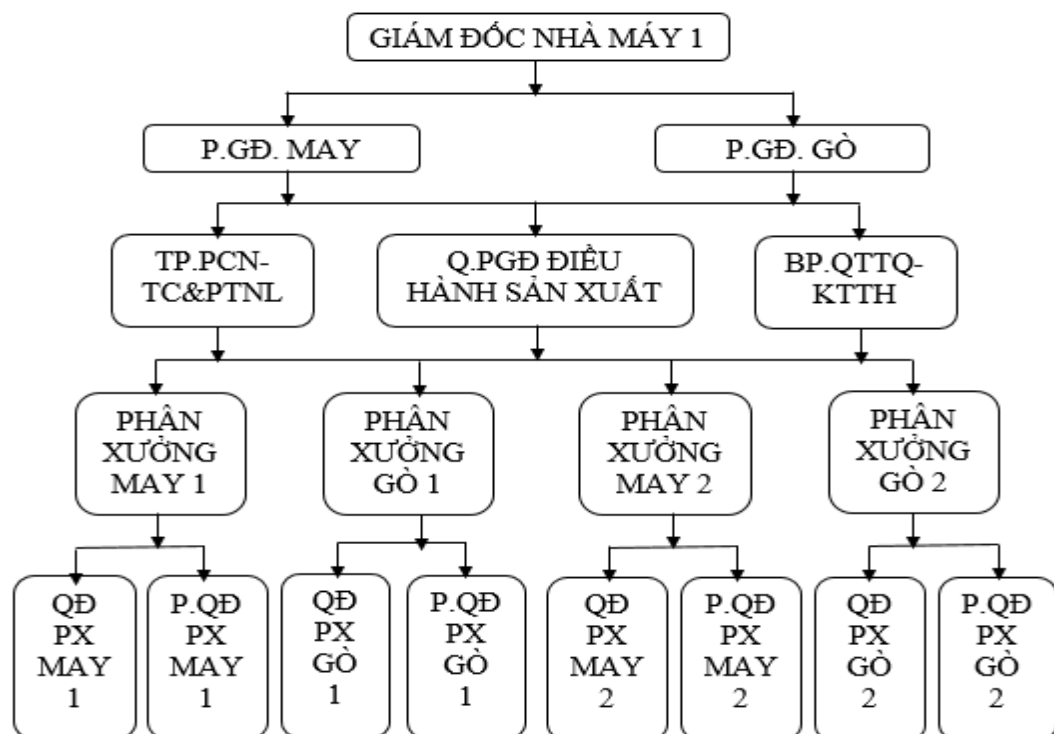 GIÁM ĐỐC NHÀ MÁY 1
P.GĐ. MAY
P.GĐ. GÒ
TP.PCN-
TC&PTNL
Q.PGĐ ĐIỀU
HÀNH SẢN XUẤT
BP.QTTQ-
KTTH
PHÂN
XƯỞNG
MAY 1
PHÂN
XƯỞNG
GÒ 1
PHÂN
XƯỞNG
MAY 2
PHÂN
XƯỞNG
GÒ 2
QĐ
PX
MAY
1
P.QĐ
PX
MAY
1
QĐ
PX
GÒ
1
P.QĐ
PX
GÒ
1
QĐ
PX
MAY
2
P.QĐ
PX
MAY
2
QĐ
PX
GÒ
2
P.QĐ
PX
GÒ
2